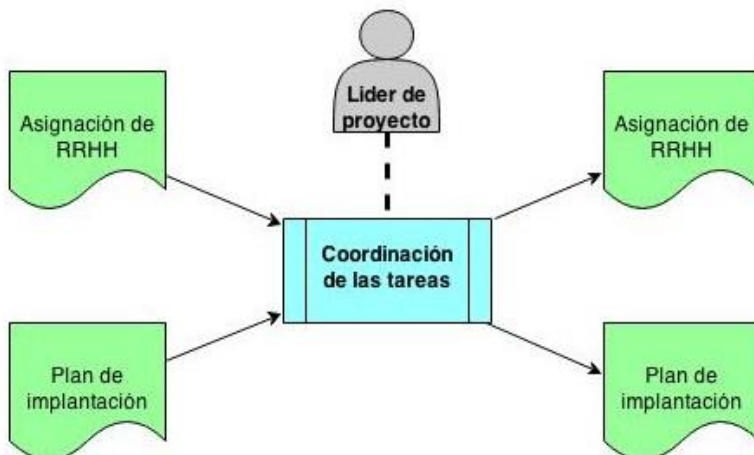 Lider de
proyecto
Asignación de
RRHH
Asignación de
RRHH
Coordinación
de las tareas
Plan de
implantación
Plan de
implantación